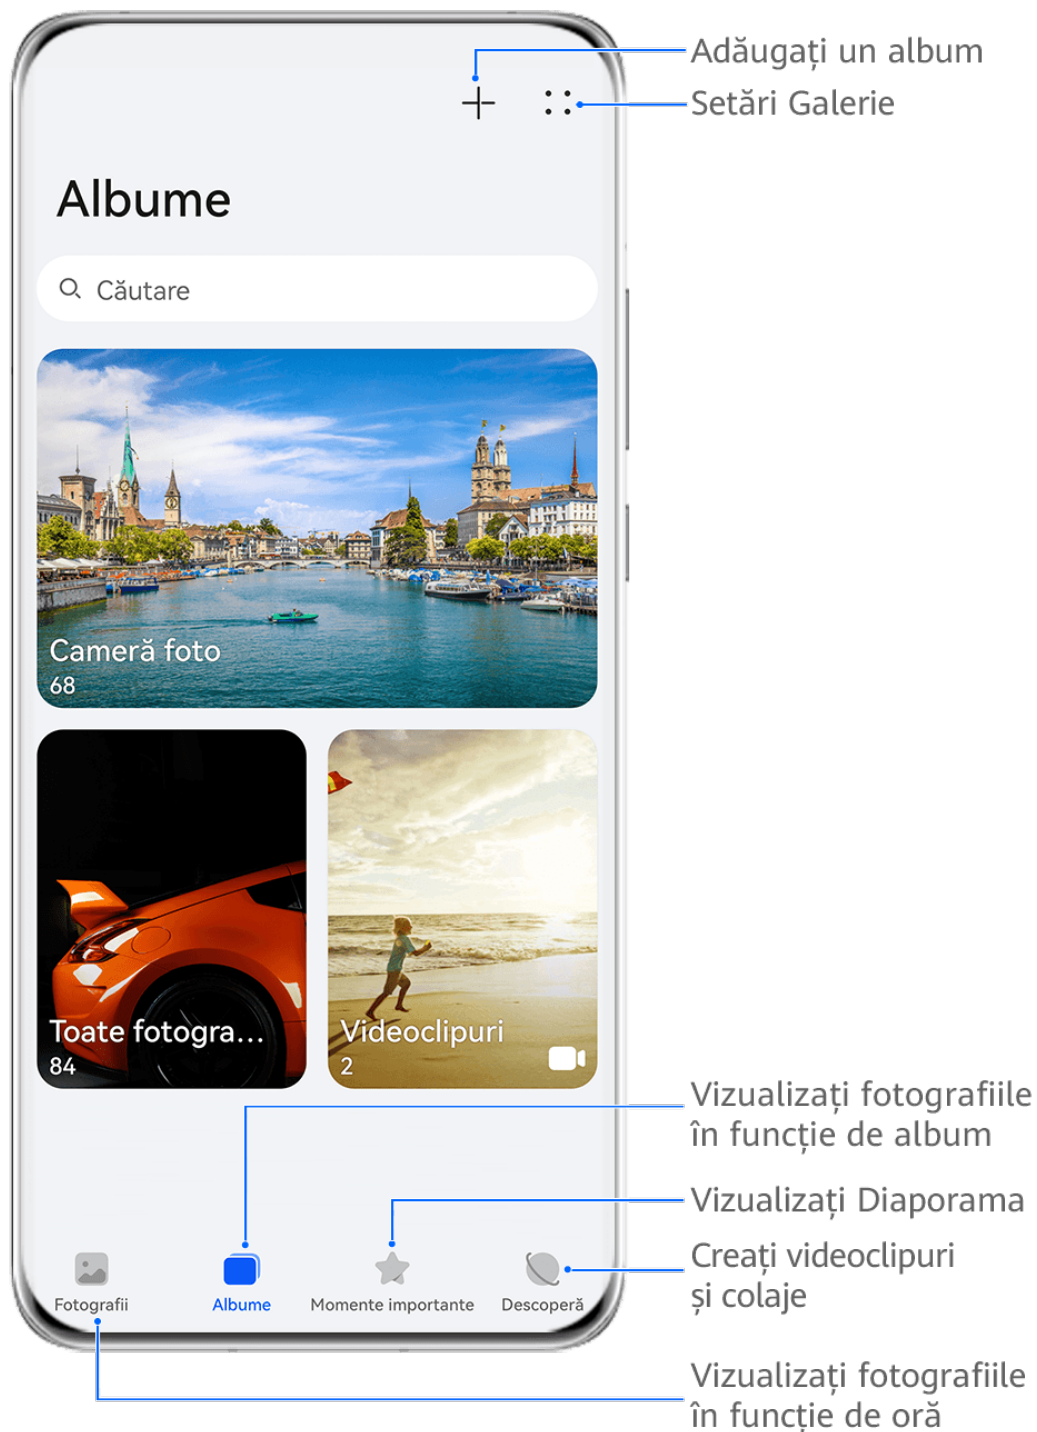 Adăugați un album
Setări Galerie
Albume
Căutare
Cameră foto
68
Toate fotogra...
84
Videoclipuri
2
Vizualizați fotografiile
în funcție de album
Vizualizați Diaporama
Creați videoclipuri
și colaje
Fotografii
Albume
Momente importante
Descoperă
Vizualizați fotografiile
în funcție de oră